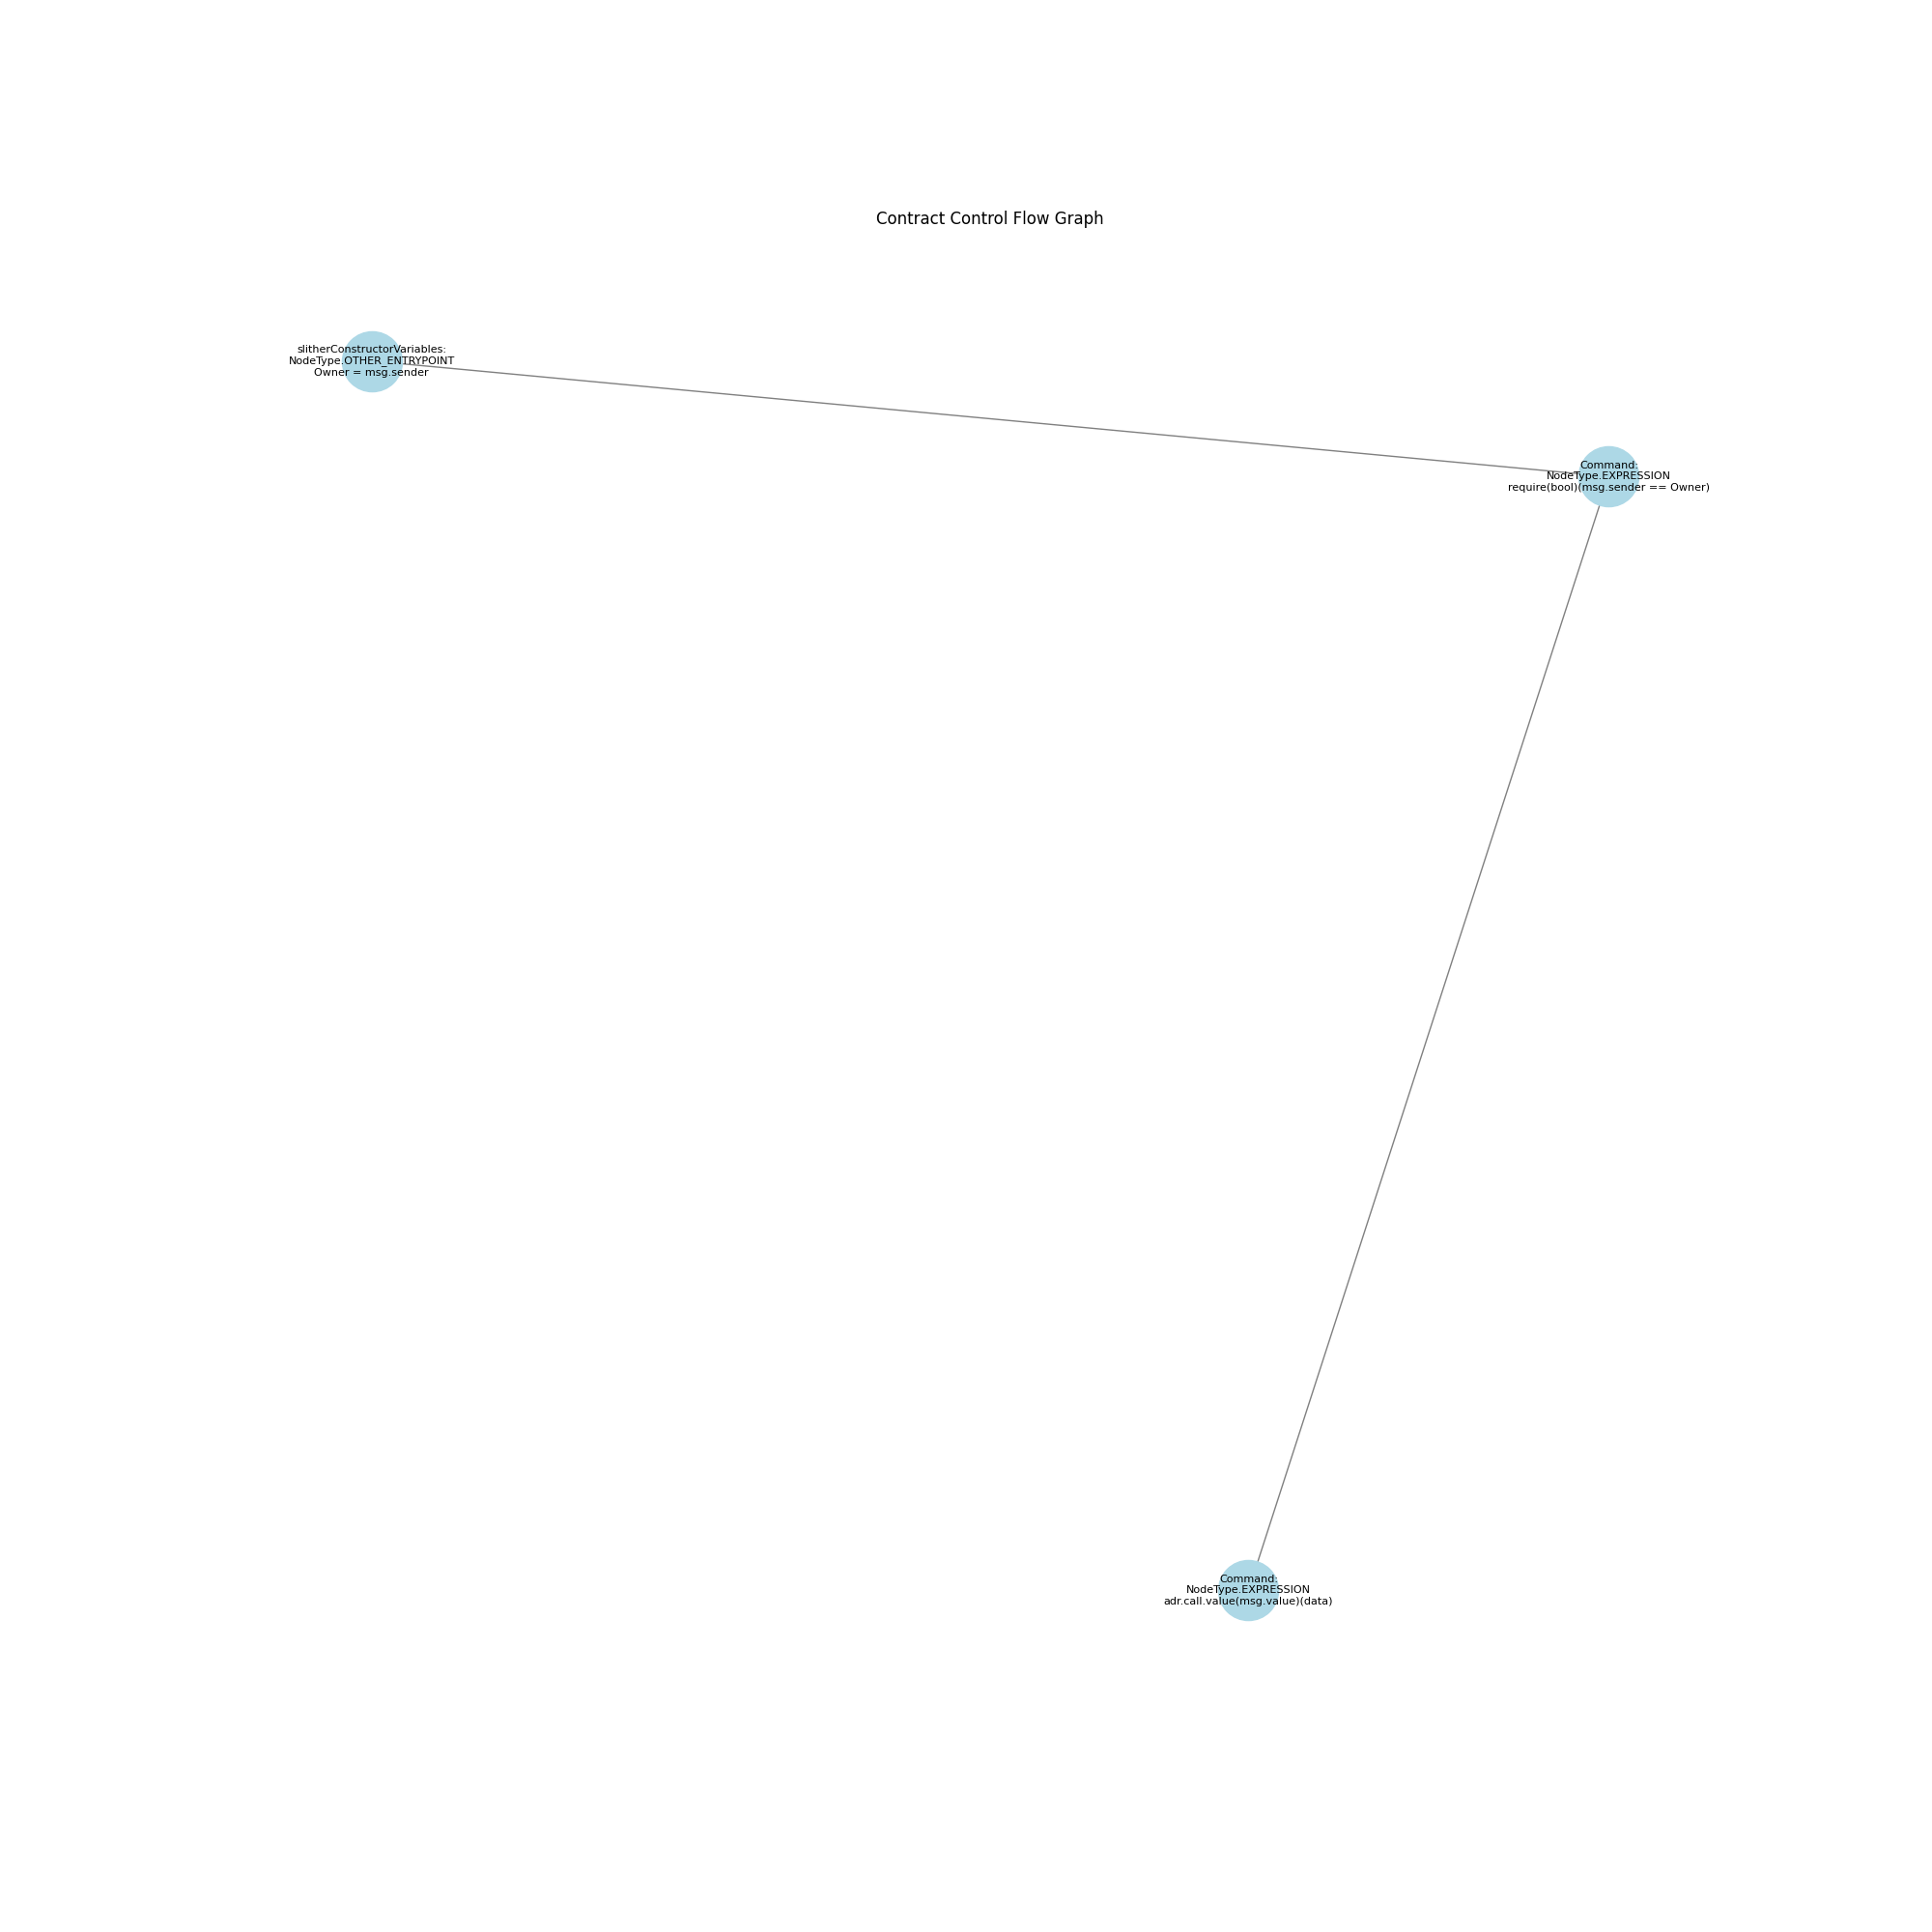 Contract Control Flow Graph
slitherConstructorVariables:
NodeType.OTHER_ENTRYPOINT
Owner = msg.sender
Command:
NodeType.EXPRESSION
require(bool)(msg.sender == Owner)
Command:
NodeType.EXPRESSION
adr.call.value(msg.value)(data)